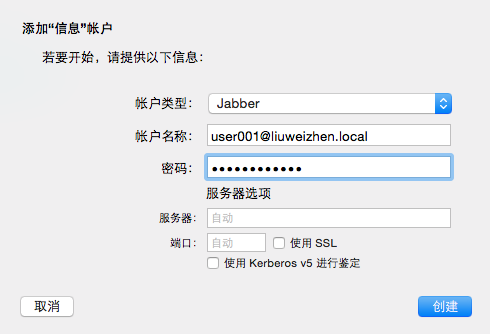 添加“信息”帐户
若要开始，请提供以下信息：
帐户类型： Jabber
帐户名称： user001@liuweizhen.local
密码： ••••••••••••
服务器选项
服务器： 自动
端口： 自动 使用 SSL
使用 Kerberos v5 进行鉴定
取消 创建